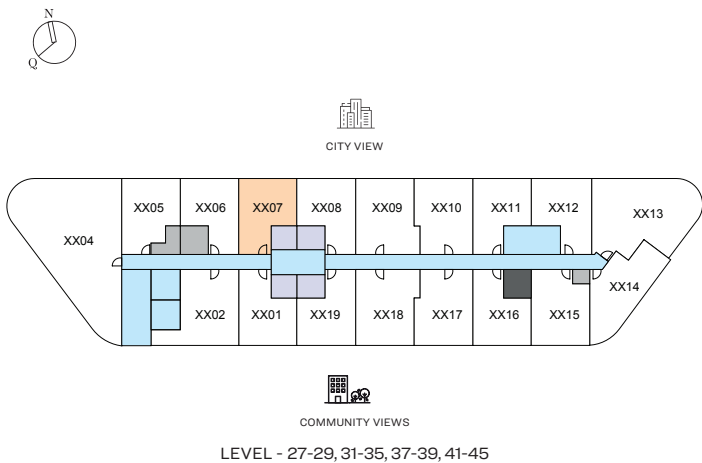 N
Q
CITY VIEW
XX05 XX06 XX07 XX08 XX09 XX10 XX11 XX12 XX13
XX04
XX14
XX02 XX01 XX19 XX18 XX17 XX16 XX15
COMMUNITY VIEWS
LEVEL - 27-29, 31-35, 37-39, 41-45